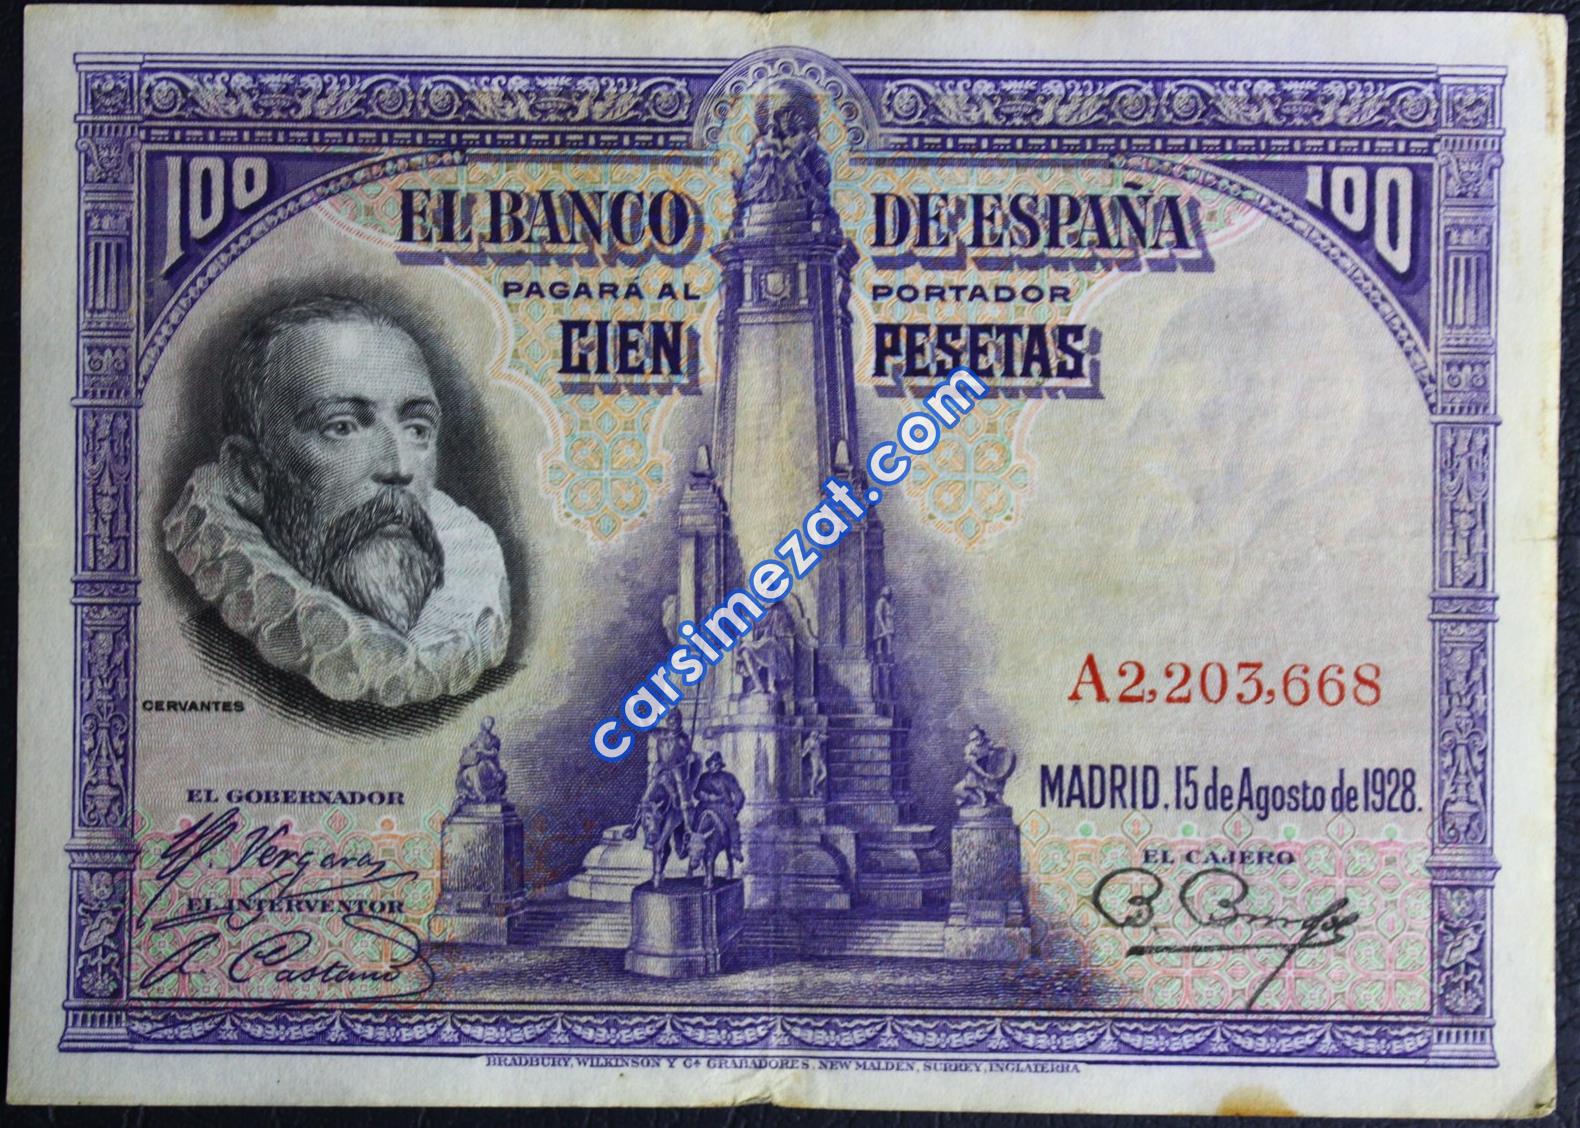 100
100
EL BANCO DE ESPAÑA
PAGARÁ AL PORTADOR
CIEN PESETAS
carsimezat.com
A2,203,668
CERVANTES
MADRID, 15 de Agosto de 1928.
EL GOBERNADOR
EL CAJERO
Vergara
EL INTERVENTOR
BRADBURY, WILKINSON Y Cª GRABADORES, NEW MALDEN, SURREY, INGLATERRA